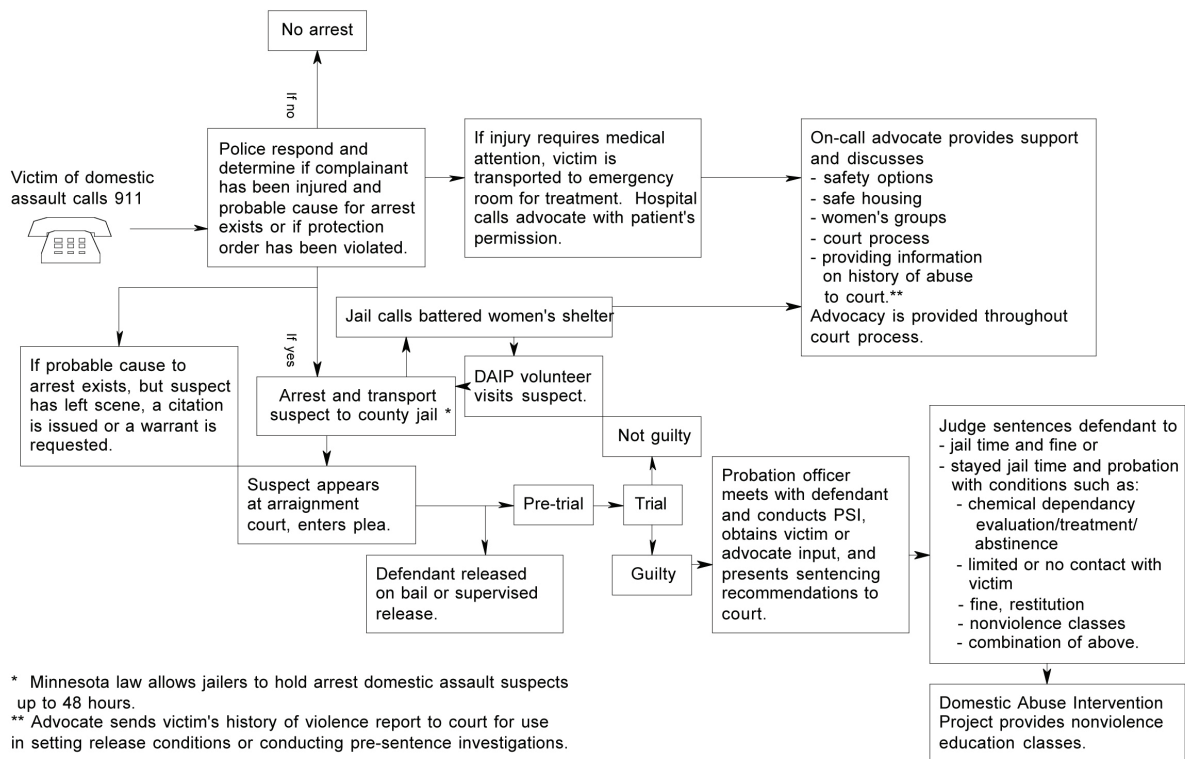 No arrest
If no
Victim of domestic
assault calls 911
Police respond and
determine if complainant
has been injured and
probable cause for arrest
exists or if protection
order has been violated.
If injury requires medical
attention, victim is
transported to emergency
room for treatment. Hospital
calls advocate with patient's
permission.
On-call advocate provides support
and discusses
- safety options
- safe housing
- women's groups
- court process
- providing information
on history of abuse
to court.**
Advocacy is provided throughout
court process.
If yes
Jail calls battered women's shelter
If probable cause to
arrest exists, but suspect
has left scene, a citation
is issued or a warrant is
requested.
Arrest and transport
suspect to county jail *
DAIP volunteer
visits suspect.
Suspect appears
at arraignment
court, enters plea.
Defendant released
on bail or supervised
release.
Pre-trial
Trial
Not guilty
Guilty
Probation officer
meets with defendant
and conducts PSI,
obtains victim or
advocate input, and
presents sentencing
recommendations to
court.
Judge sentences defendant to
- jail time and fine or
- stayed jail time and probation
with conditions such as:
- chemical dependancy
evaluation/treatment/
abstinence
- limited or no contact with
victim
- fine, restitution
- nonviolence classes
- combination of above.
Domestic Abuse Intervention
Project provides nonviolence
education classes.
* Minnesota law allows jailers to hold arrest domestic assault suspects
up to 48 hours.
** Advocate sends victim's history of violence report to court for use
in setting release conditions or conducting pre-sentence investigations.